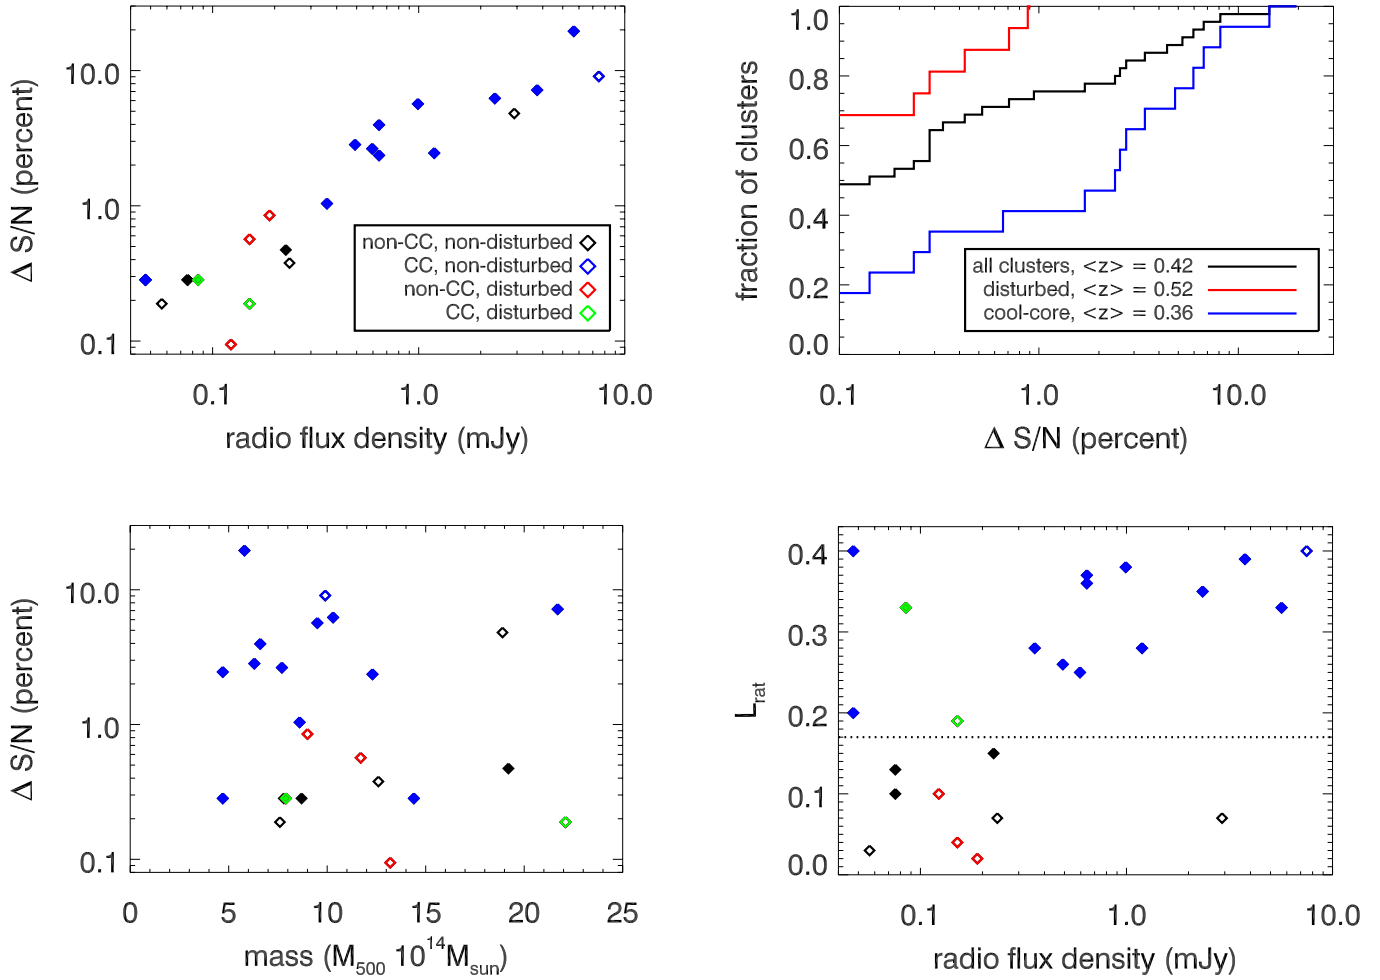 Δ S/N (percent)
10.0
1.0
0.1
non-CC, non-disturbed
CC, non-disturbed
non-CC, disturbed
CC, disturbed
0.1 1.0 10.0
radio flux density (mJy)
fraction of clusters
1.0
0.8
0.6
0.4
0.2
0.0
all clusters, <z> = 0.42
disturbed, <z> = 0.52
cool-core, <z> = 0.36
0.1 1.0 10.0
Δ S/N (percent)
Δ S/N (percent)
10.0
1.0
0.1
0 5 10 15 20 25
mass (M500 10^14 Msun)
Lrat
0.4
0.3
0.2
0.1
0.0
0.1 1.0 10.0
radio flux density (mJy)